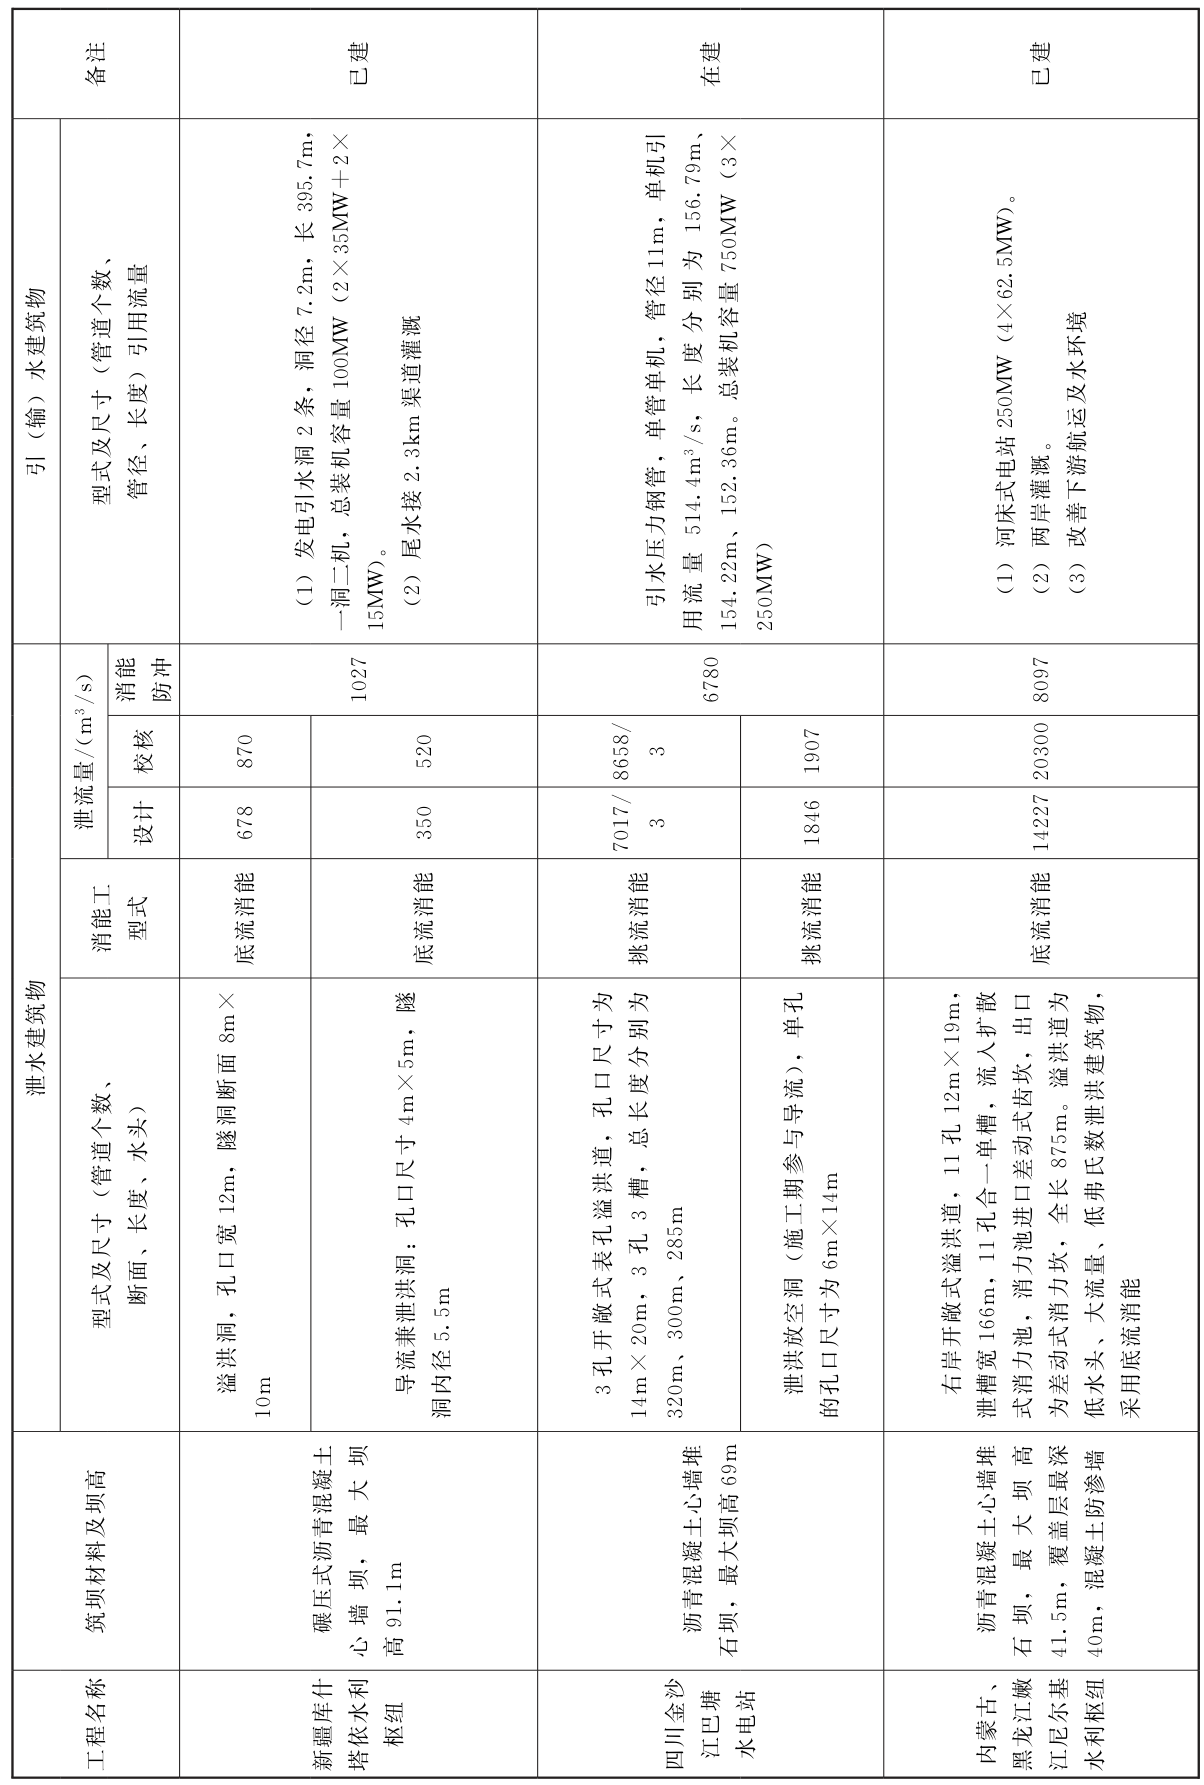 工程名称
筑坝材料及坝高
泄水建筑物
引（输）水建筑物
备注
型式及尺寸（管道个数、
断面、长度、水头）
消能工
型式
泄流量/(m³/s)
设计
校核
消能
防冲
型式及尺寸（管道个数、
管径、长度）引用流量
新疆库什
塔依水利
枢纽
碾压式沥青混凝土
心墙坝，最大坝
高91.1m
溢洪洞，孔口宽12m，隧洞断面8m×
10m
底流消能
678
870
1027
（1）发电引水洞2条，洞径7.2m，长395.7m，
一洞二机，总装机容量100MW（2×35MW＋2×
15MW)。
（2）尾水接2.3km渠道灌溉
已建
导流兼泄洪洞：孔口尺寸4m×5m，隧
洞内径5.5m
底流消能
350
520
四川金沙
江巴塘
水电站
沥青混凝土心墙堆
石坝，最大坝高69m
3孔开敞式表孔溢洪道，孔口尺寸为
14m×20m，3孔3槽，总长度分别为
320m、300m、285m
挑流消能
7017/
3
8658/
3
6780
引水压力钢管，单管单机，管径11m，单机引
用流量514.4m³/s，长度分别为156.79m、
154.22m、152.36m。总装机容量750MW（3×
250MW）
在建
泄洪放空洞（施工期参与导流），单孔
的孔口尺寸为6m×14m
挑流消能
1846
1907
内蒙古、
黑龙江嫩
江尼尔基
水利枢纽
沥青混凝土心墙堆
石坝，最大坝高
41.5m，覆盖层最深
40m，混凝土防渗墙
右岸开敞式溢洪道，11孔12m×19m，
泄槽宽166m，11孔合一单槽，流入扩散
式消力池，消力池进口差动式齿坎，出口
为差动式消力坎，全长875m。溢洪道为
低水头、大流量、低弗氏数泄洪建筑物，
采用底流消能
底流消能
14227
20300
8097
（1）河床式电站250MW（4×62.5MW)。
（2）两岸灌溉。
（3）改善下游航运及水环境
已建